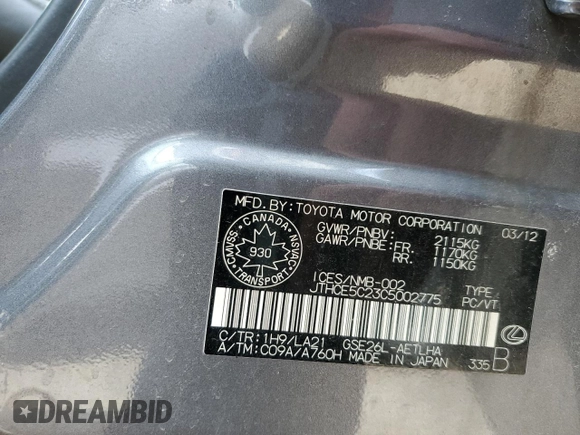 MFD. BY: TOYOTA MOTOR CORPORATION 03/12
GVWR/PNBV: 2115KG
GAWR/PNBE: FR. 1170KG
RR. 1150KG
CANADA
CMVSS NSVAC
930
TRANSPORT
ICES/NMB-002
JTHCE5C23C5002775 TYPE: PC/VT
C/TR: 1H9/LA21 GSE26L-AETLHA
A/TM: C09A/A760H MADE IN JAPAN 335 B
DREAMBID